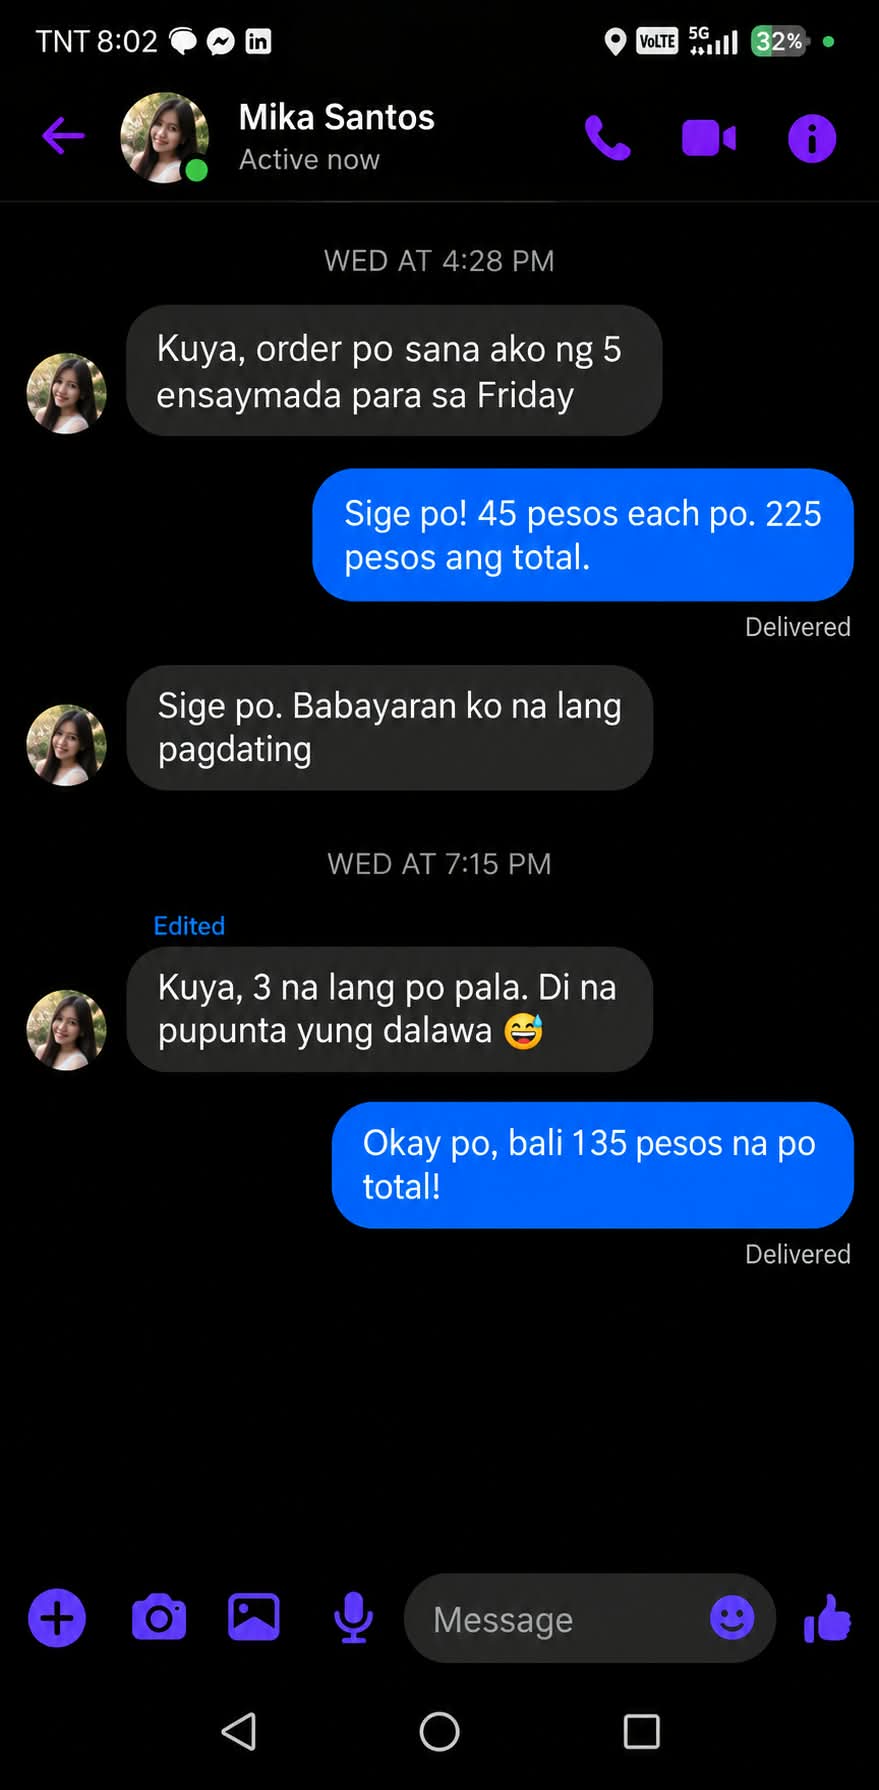 TNT 8:02
VoLTE
5G
32%
Mika Santos
Active now
WED AT 4:28 PM
Kuya, order po sana ako ng 5
ensaymada para sa Friday
Sige po! 45 pesos each po. 225
pesos ang total.
Delivered
Sige po. Babayaran ko na lang
pagdating
WED AT 7:15 PM
Edited
Kuya, 3 na lang po pala. Di na
pupunta yung dalawa 😅
Okay po, bali 135 pesos na po
total!
Delivered
Message